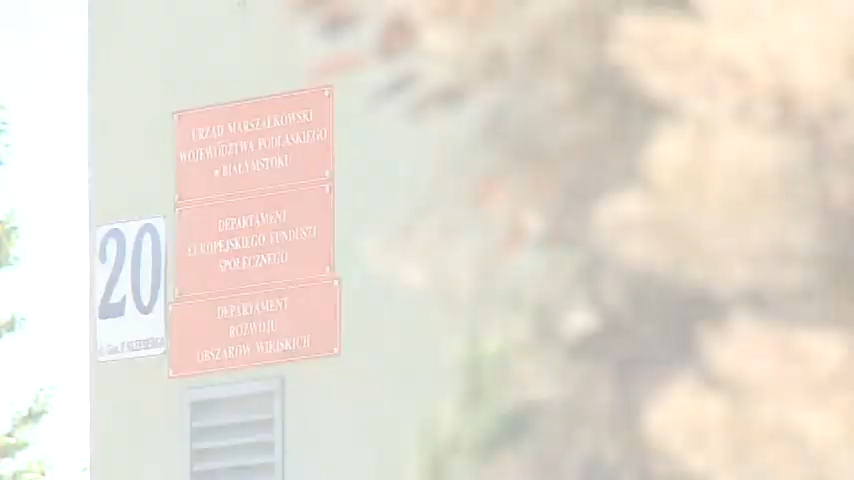 URZĄD MARSZAŁKOWSKI
WOJEWÓDZTWA PODLASKIEGO
w BIAŁYMSTOKU
DEPARTAMENT
EUROPEJSKIEGO FUNDUSZU
SPOŁECZNEGO
DEPARTAMENT
ROZWOJU
OBSZARÓW WIEJSKICH
20